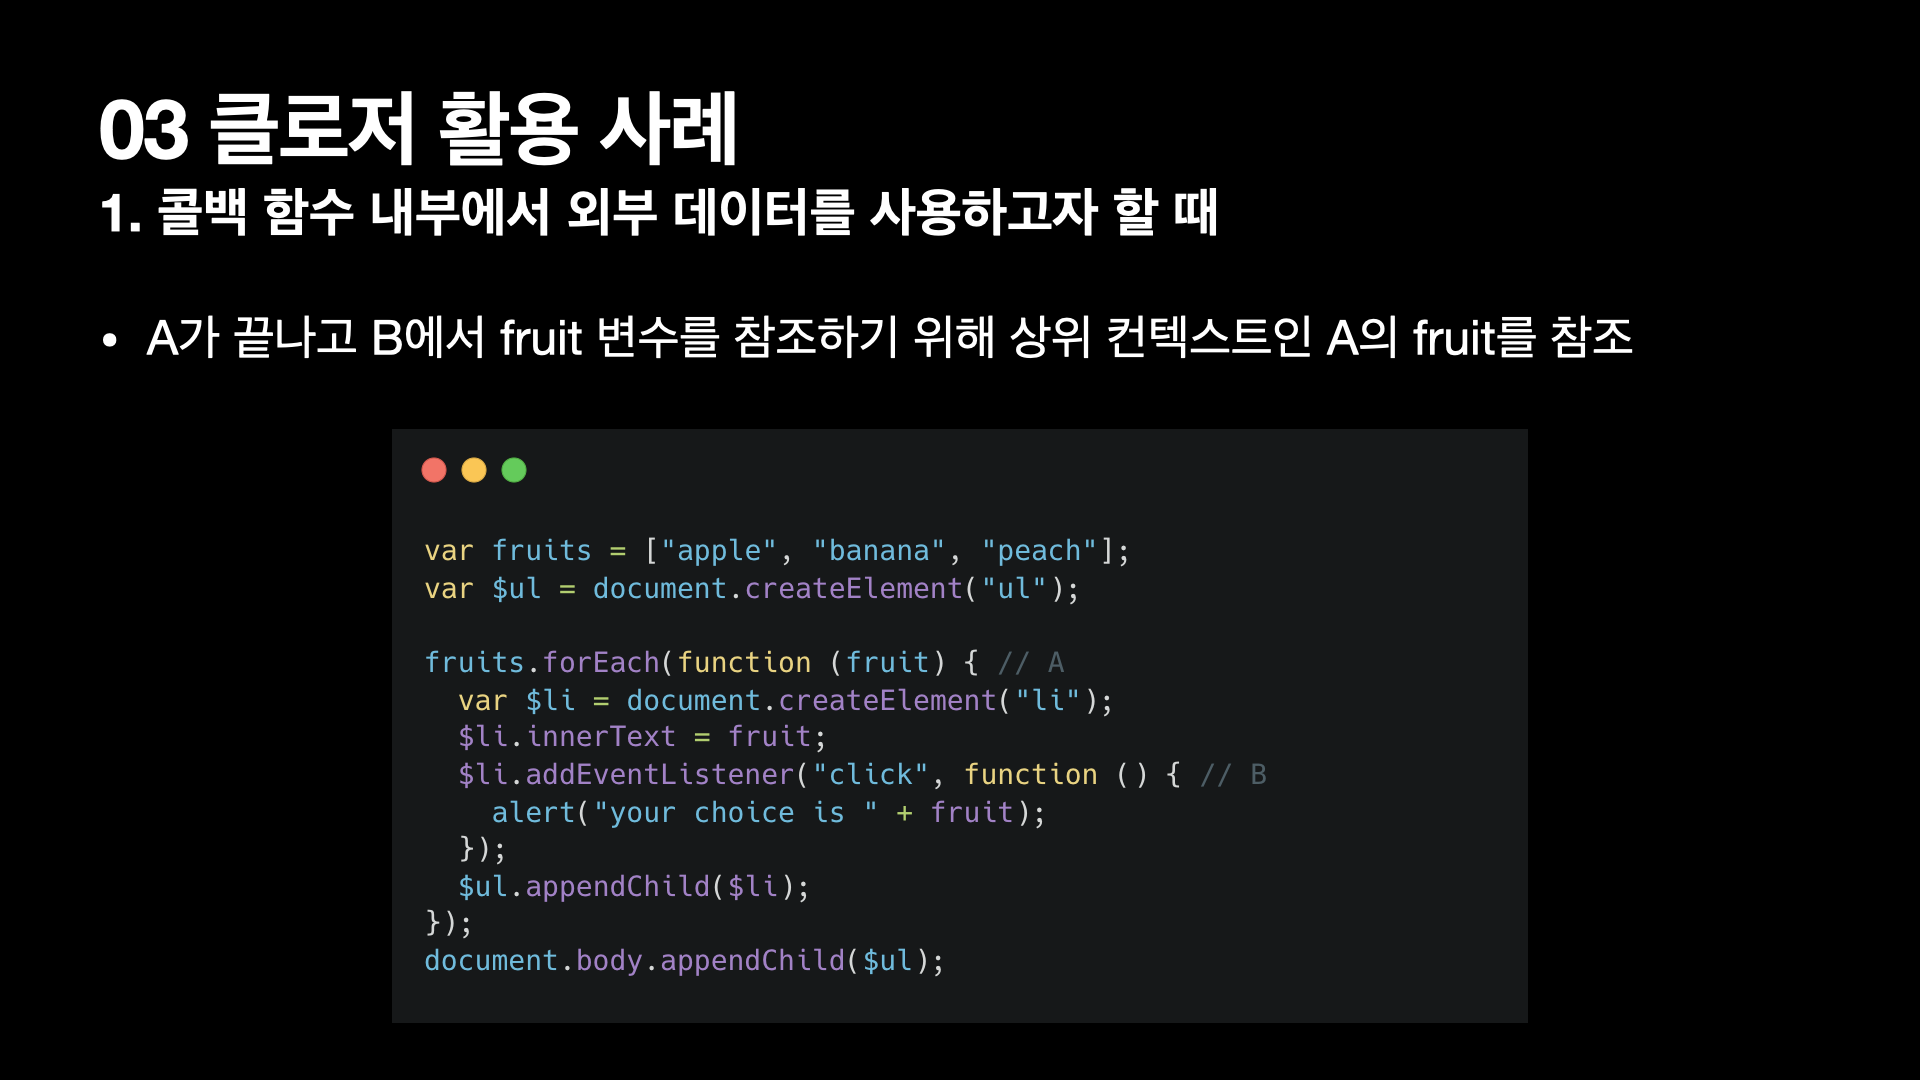 03 클로저 활용 사례
1. 콜백 함수 내부에서 외부 데이터를 사용하고자 할 때
• A가 끝나고 B에서 fruit 변수를 참조하기 위해 상위 컨텍스트인 A의 fruit를 참조
var fruits = ["apple", "banana", "peach"];
var $ul = document.createElement("ul");
fruits.forEach(function (fruit) { // A
  var $li = document.createElement("li");
  $li.innerText = fruit;
  $li.addEventListener("click", function () { // B
    alert("your choice is " + fruit);
  });
  $ul.appendChild($li);
});
document.body.appendChild($ul);